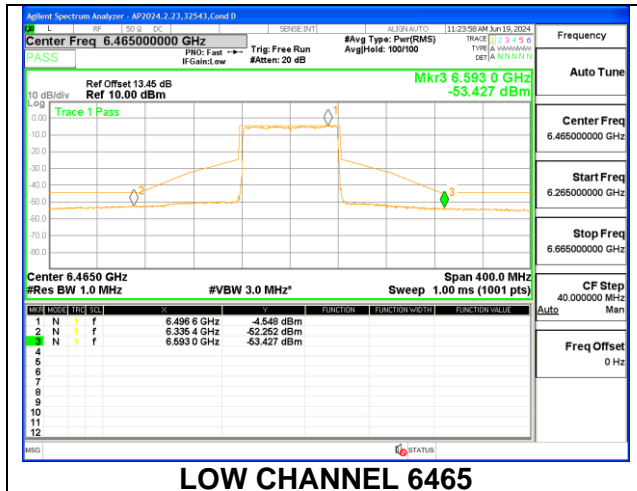 Agilent Spectrum Analyzer - AP2024.2.23,32543,Cond D
L RF 50 Ω DC SENSE:INT ALIGN AUTO 11:23:58 AM Jun 19, 2024
Center Freq 6.465000000 GHz
PASS
PNO: Fast
IFGain:Low
Trig: Free Run
#Atten: 20 dB
#Avg Type: Pwr(RMS)
Avg|Hold: 100/100
TRACE 1 2 3 4 5 6
TYPE A WWWWW
DET A N N N N N
Ref Offset 13.45 dB
10 dB/div Ref 10.00 dBm
Mkr3 6.593 0 GHz
-53.427 dBm
Log
Trace 1 Pass
0.00
-10.0
-20.0
-30.0
-40.0
-50.0
-60.0
-70.0
-80.0
1
2
3
Center 6.4650 GHz Span 400.0 MHz
#Res BW 1.0 MHz #VBW 3.0 MHz* Sweep 1.00 ms (1001 pts)
MKR MODE TRC SCL X Y FUNCTION FUNCTION WIDTH FUNCTION VALUE
1 N 1 f 6.496 6 GHz -4.548 dBm
2 N 1 f 6.335 4 GHz -52.252 dBm
3 N 1 f 6.593 0 GHz -53.427 dBm
4
5
6
7
8
9
10
11
12
MSG STATUS
Frequency
Auto Tune
Center Freq
6.465000000 GHz
Start Freq
6.265000000 GHz
Stop Freq
6.665000000 GHz
CF Step
40.000000 MHz
Auto Man
Freq Offset
0 Hz
LOW CHANNEL 6465